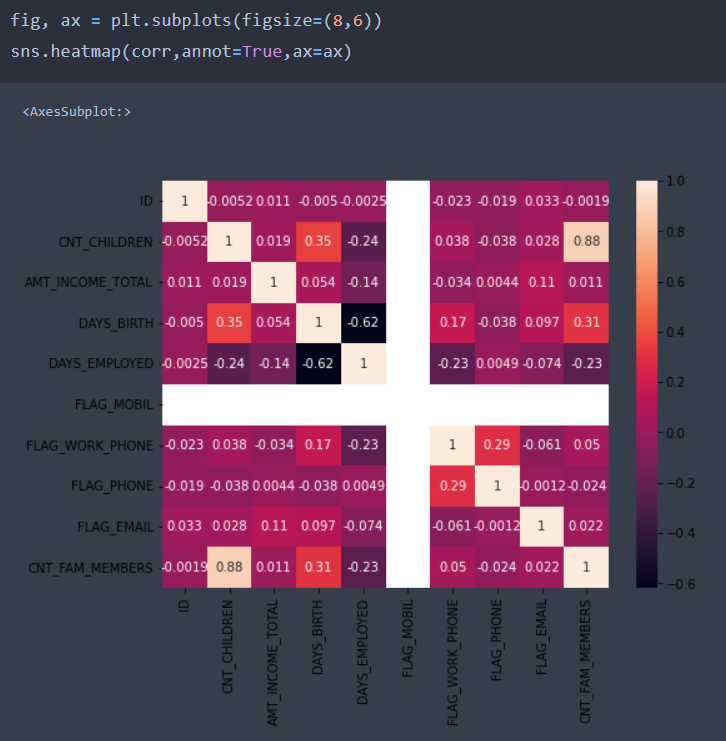 fig, ax = plt.subplots(figsize=(8,6))
sns.heatmap(corr,annot=True,ax=ax)
<AxesSubplot:>
ID 1 -0.0052 0.011 -0.005 -0.0025 -0.023 -0.019 0.033 -0.0019
CNT_CHILDREN -0.0052 1 0.019 0.35 -0.24 0.038 -0.038 0.028 0.88
AMT_INCOME_TOTAL 0.011 0.019 1 0.054 -0.14 -0.034 0.0044 0.11 0.011
DAYS_BIRTH -0.005 0.35 0.054 1 -0.62 0.17 -0.038 0.097 0.31
DAYS_EMPLOYED -0.0025 -0.24 -0.14 -0.62 1 -0.23 0.0049 -0.074 -0.23
FLAG_MOBIL
FLAG_WORK_PHONE -0.023 0.038 -0.034 0.17 -0.23 1 0.29 -0.061 0.05
FLAG_PHONE -0.019 -0.038 0.0044 -0.038 0.0049 0.29 1 -0.0012 -0.024
FLAG_EMAIL 0.033 0.028 0.11 0.097 -0.074 -0.061 -0.0012 1 0.022
CNT_FAM_MEMBERS -0.0019 0.88 0.011 0.31 -0.23 0.05 -0.024 0.022 1
ID
CNT_CHILDREN
AMT_INCOME_TOTAL
DAYS_BIRTH
DAYS_EMPLOYED
FLAG_MOBIL
FLAG_WORK_PHONE
FLAG_PHONE
FLAG_EMAIL
CNT_FAM_MEMBERS
1.0
0.8
0.6
0.4
0.2
0.0
−0.2
−0.4
−0.6